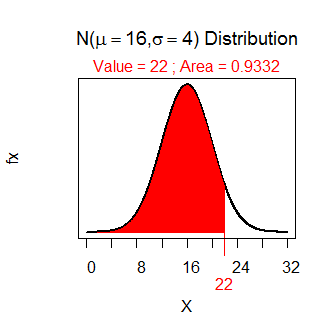 N(μ = 16,σ = 4) Distribution
Value = 22 ; Area = 0.9332
fx
0 8 16 24 32
22
X